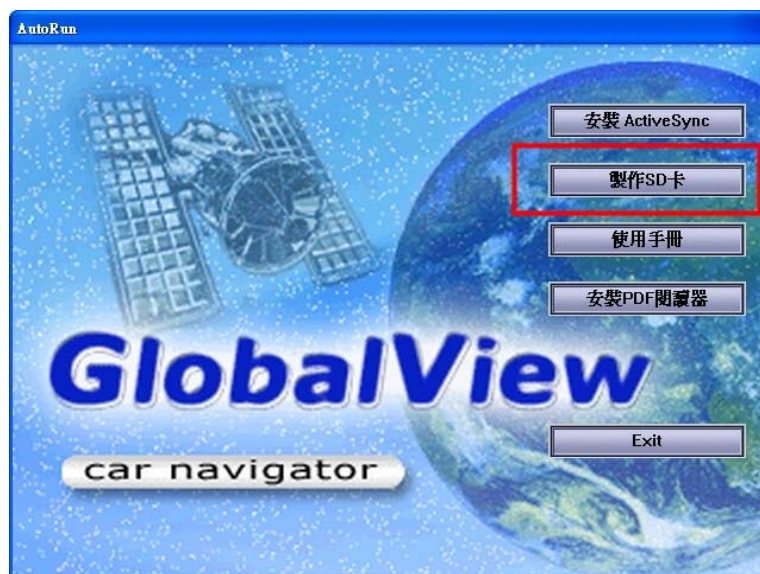 AutoRun
安裝 ActiveSync
製作SD卡
使用手冊
安裝PDF閱讀器
GlobalView
car navigator
Exit